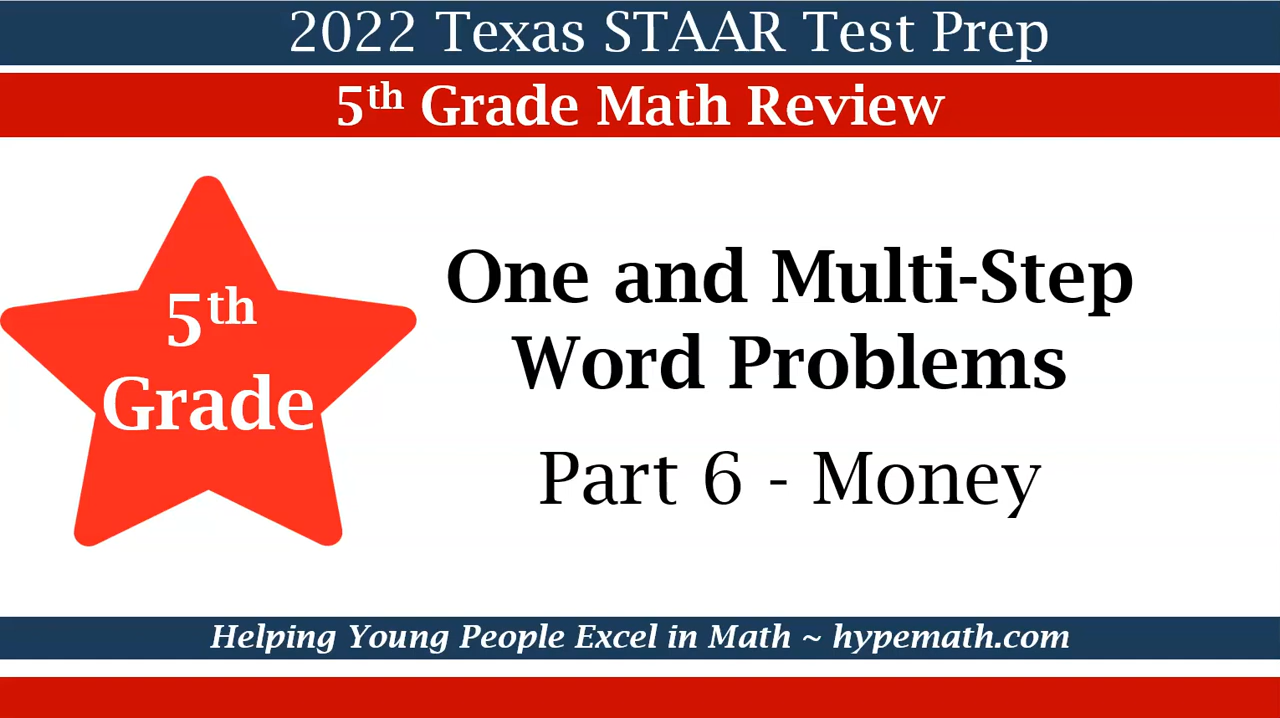 2022 Texas STAAR Test Prep
5th Grade Math Review
5th
Grade
One and Multi-Step
Word Problems
Part 6 - Money
Helping Young People Excel in Math ~ hypemath.com